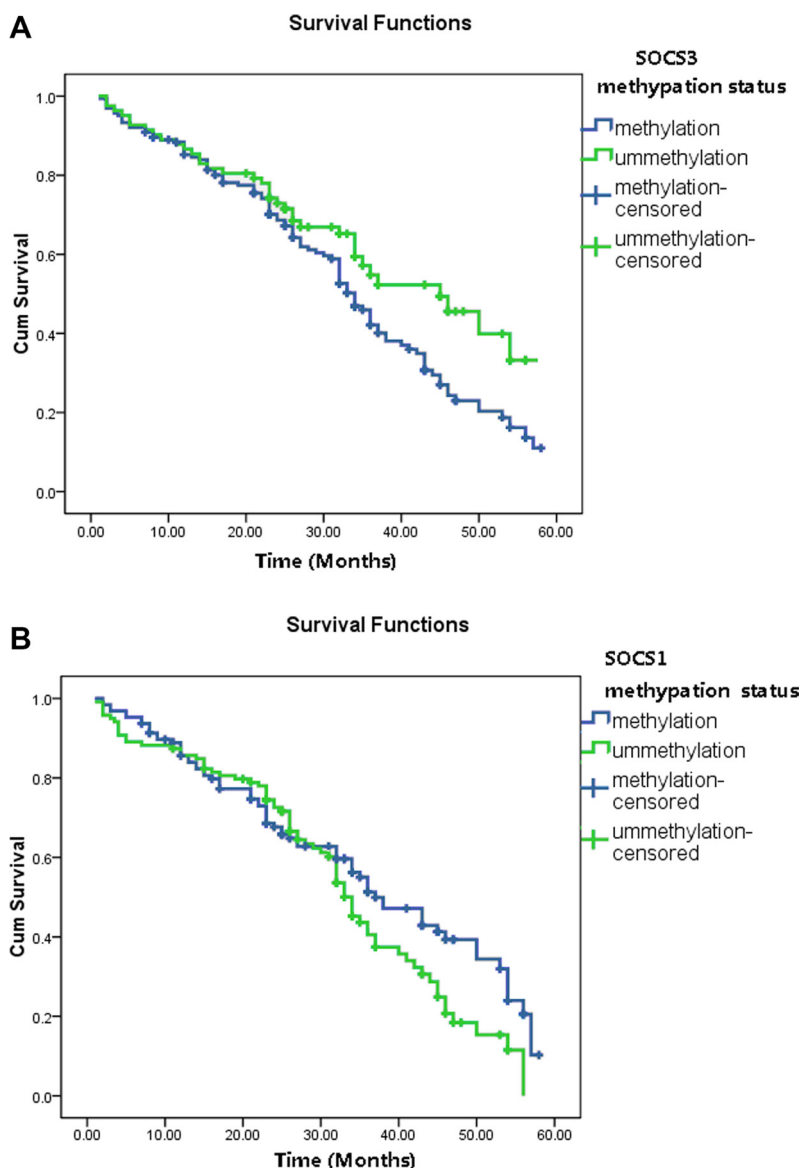 A
Survival Functions
SOCS3
methypation status
methylation
ummethylation
methylation-
censored
ummethylation-
censored
Cum Survival
1.0
0.8
0.6
0.4
0.2
0.0
0.00 10.00 20.00 30.00 40.00 50.00 60.00
Time (Months)
B
Survival Functions
SOCS1
methypation status
methylation
ummethylation
methylation-
censored
ummethylation-
censored
Cum Survival
1.0
0.8
0.6
0.4
0.2
0.0
0.00 10.00 20.00 30.00 40.00 50.00 60.00
Time (Months)